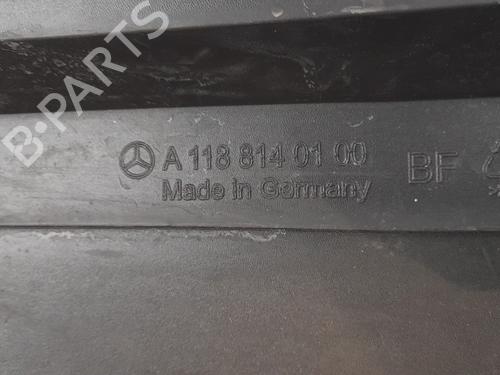 B-PARTS
A 118 814 01 00 BF
Made in Germany